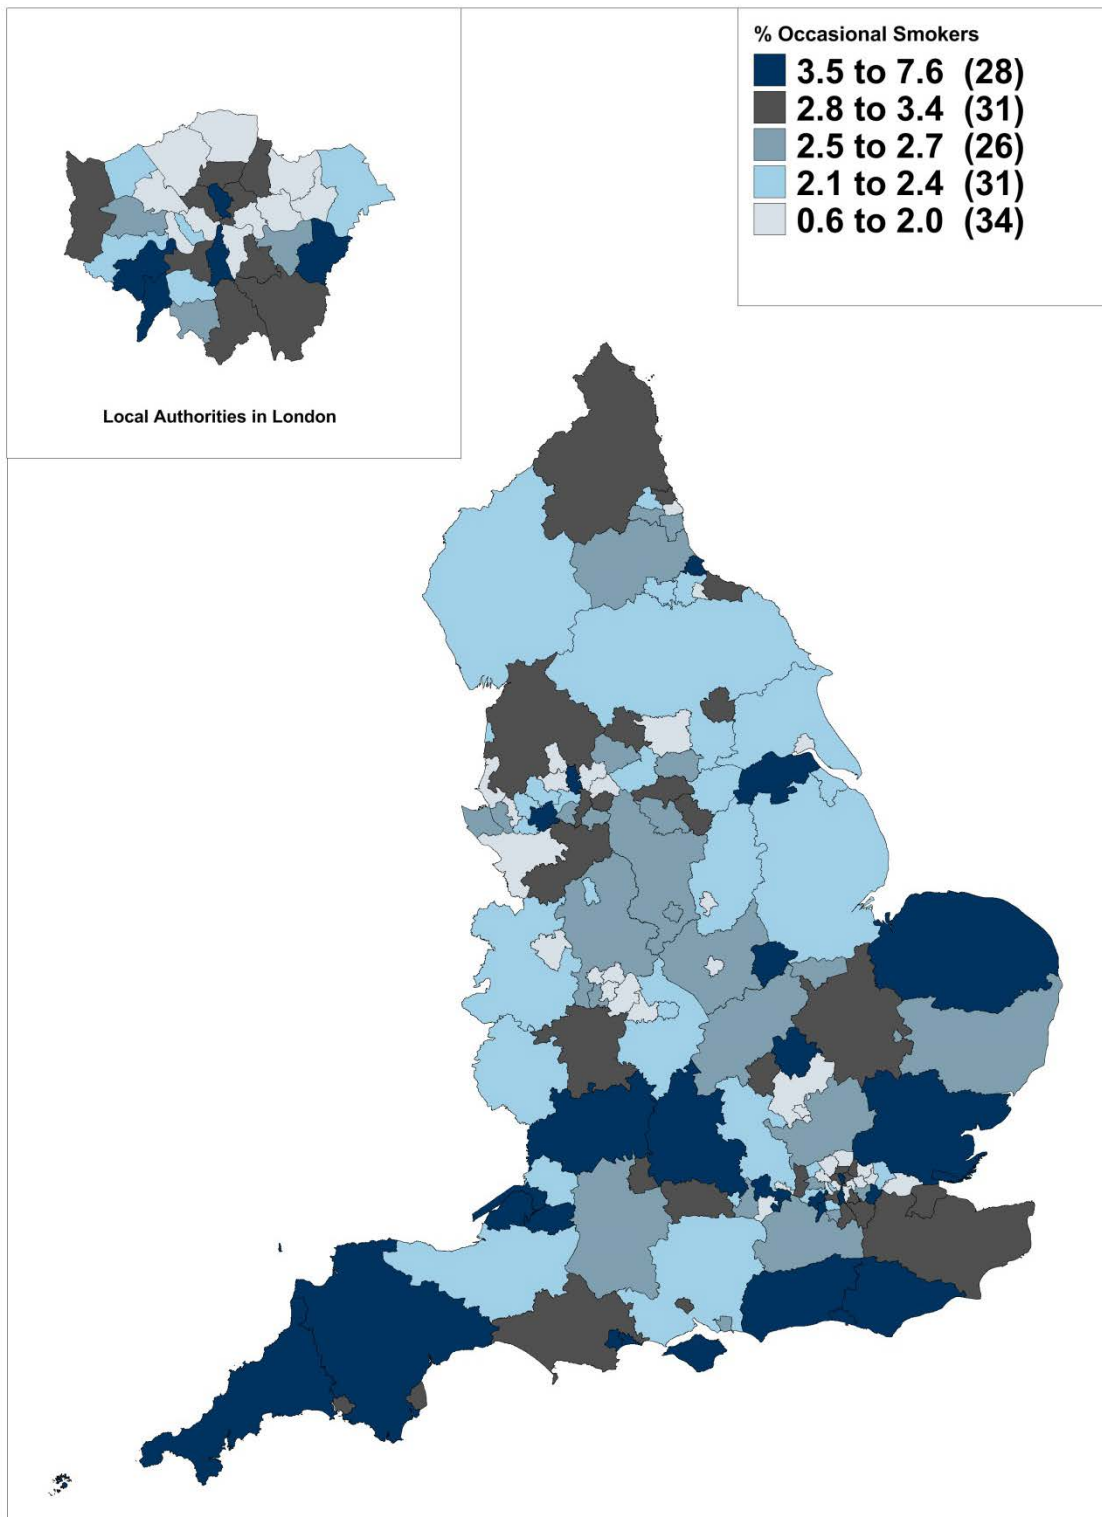 % Occasional Smokers
3.5 to 7.6 (28)
2.8 to 3.4 (31)
2.5 to 2.7 (26)
2.1 to 2.4 (31)
0.6 to 2.0 (34)
Local Authorities in London